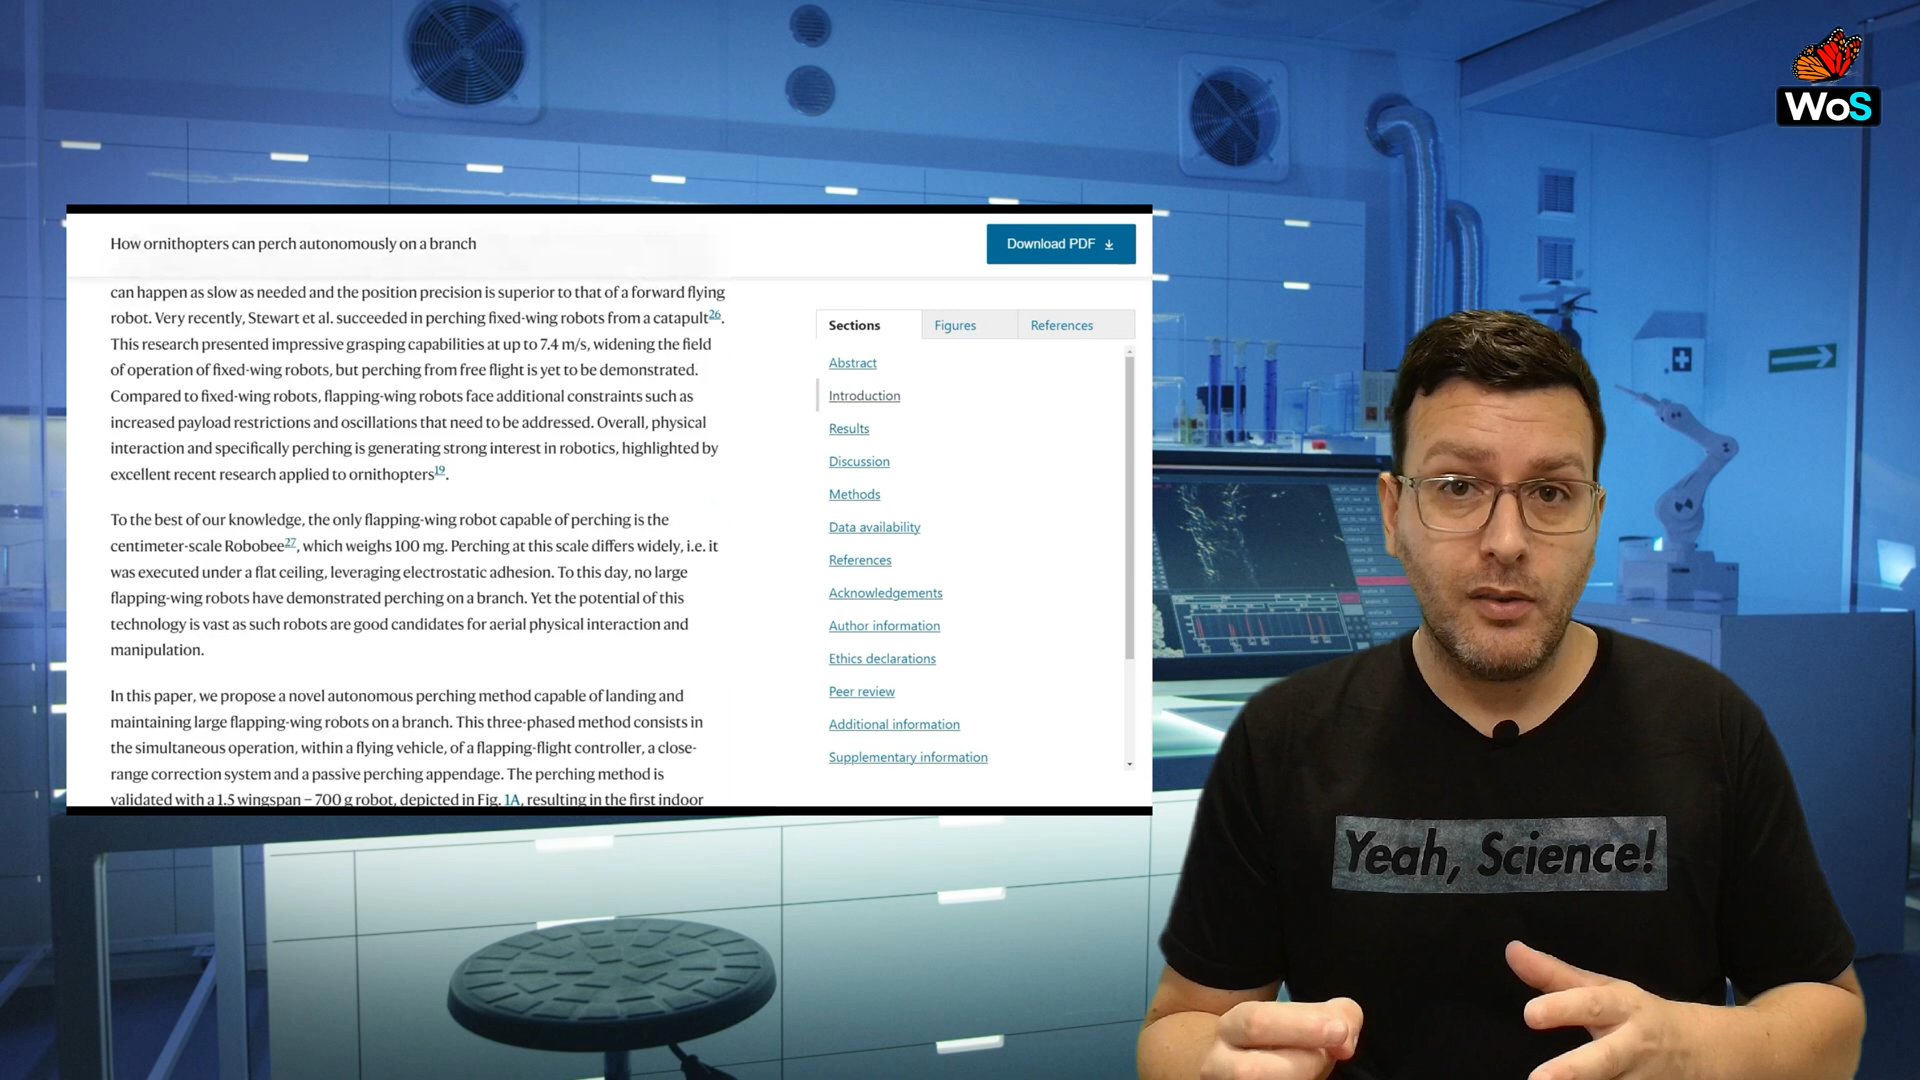 WoS
How ornithopters can perch autonomously on a branch
Download PDF
can happen as slow as needed and the position precision is superior to that of a forward flying
robot. Very recently, Stewart et al. succeeded in perching fixed-wing robots from a catapult26.
This research presented impressive grasping capabilities at up to 7.4 m/s, widening the field
of operation of fixed-wing robots, but perching from free flight is yet to be demonstrated.
Compared to fixed-wing robots, flapping-wing robots face additional constraints such as
increased payload restrictions and oscillations that need to be addressed. Overall, physical
interaction and specifically perching is generating strong interest in robotics, highlighted by
excellent recent research applied to ornithopters19.
To the best of our knowledge, the only flapping-wing robot capable of perching is the
centimeter-scale Robobee27, which weighs 100 mg. Perching at this scale differs widely, i.e. it
was executed under a flat ceiling, leveraging electrostatic adhesion. To this day, no large
flapping-wing robots have demonstrated perching on a branch. Yet the potential of this
technology is vast as such robots are good candidates for aerial physical interaction and
manipulation.
In this paper, we propose a novel autonomous perching method capable of landing and
maintaining large flapping-wing robots on a branch. This three-phased method consists in
the simultaneous operation, within a flying vehicle, of a flapping-flight controller, a close-
range correction system and a passive perching appendage. The perching method is
validated with a 1.5 wingspan – 700 g robot, depicted in Fig. 1A, resulting in the first indoor
Sections
Figures
References
Abstract
Introduction
Results
Discussion
Methods
Data availability
References
Acknowledgements
Author information
Ethics declarations
Peer review
Additional information
Supplementary information
Yeah, Science!